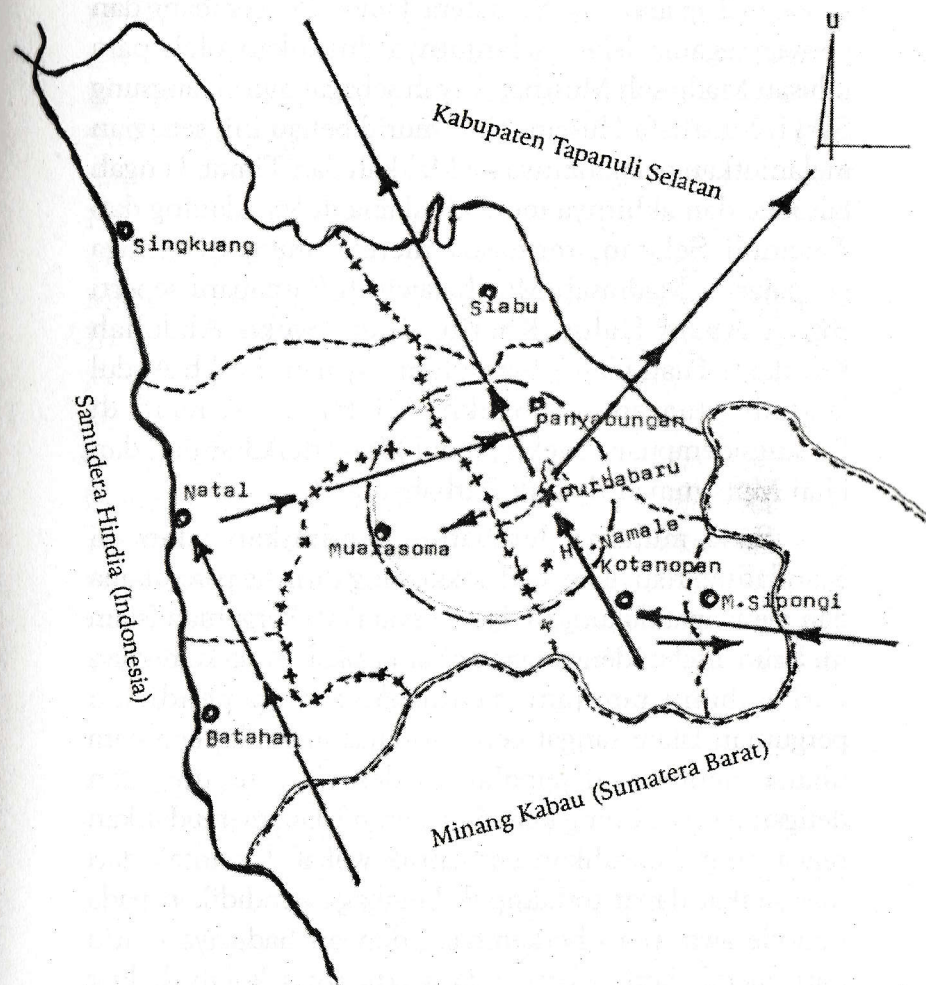 U
Kabupaten Tapanuli Selatan
Singkuang
Siabu
Panyabungan
Samudera Hindia (Indonesia)
Natal
purbabaru
Muarasoma
H. Namale
Kotanopan
M.Sipongi
Batahan
Minang Kabau (Sumatera Barat)